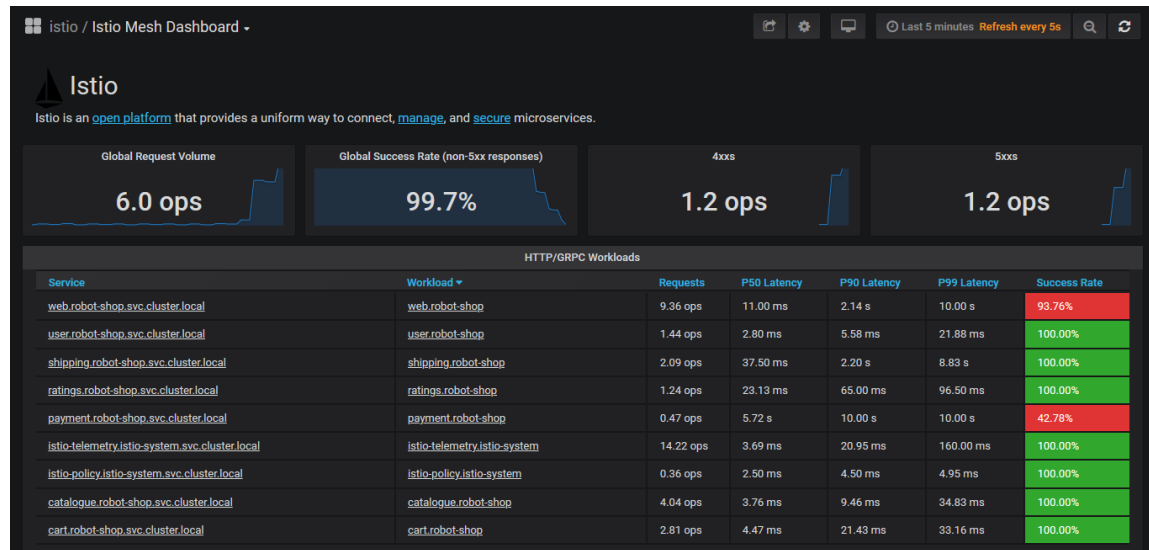 istio / Istio Mesh Dashboard
Last 5 minutes Refresh every 5s
Istio
Istio is an open platform that provides a uniform way to connect, manage, and secure microservices.
Global Request Volume
6.0 ops
Global Success Rate (non-5xx responses)
99.7%
4xxs
1.2 ops
5xxs
1.2 ops
HTTP/GRPC Workloads
Service Workload Requests P50 Latency P90 Latency P99 Latency Success Rate
web.robot-shop.svc.cluster.local web.robot-shop 9.36 ops 11.00 ms 2.14 s 10.00 s 93.76%
user.robot-shop.svc.cluster.local user.robot-shop 1.44 ops 2.80 ms 5.58 ms 21.88 ms 100.00%
shipping.robot-shop.svc.cluster.local shipping.robot-shop 2.09 ops 37.50 ms 2.20 s 8.83 s 100.00%
ratings.robot-shop.svc.cluster.local ratings.robot-shop 1.24 ops 23.13 ms 65.00 ms 96.50 ms 100.00%
payment.robot-shop.svc.cluster.local payment.robot-shop 0.47 ops 5.72 s 10.00 s 10.00 s 42.78%
istio-telemetry.istio-system.svc.cluster.local istio-telemetry.istio-system 14.22 ops 3.69 ms 20.95 ms 160.00 ms 100.00%
istio-policy.istio-system.svc.cluster.local istio-policy.istio-system 0.36 ops 2.50 ms 4.50 ms 4.95 ms 100.00%
catalogue.robot-shop.svc.cluster.local catalogue.robot-shop 4.04 ops 3.76 ms 9.46 ms 34.83 ms 100.00%
cart.robot-shop.svc.cluster.local cart.robot-shop 2.81 ops 4.47 ms 21.43 ms 33.16 ms 100.00%